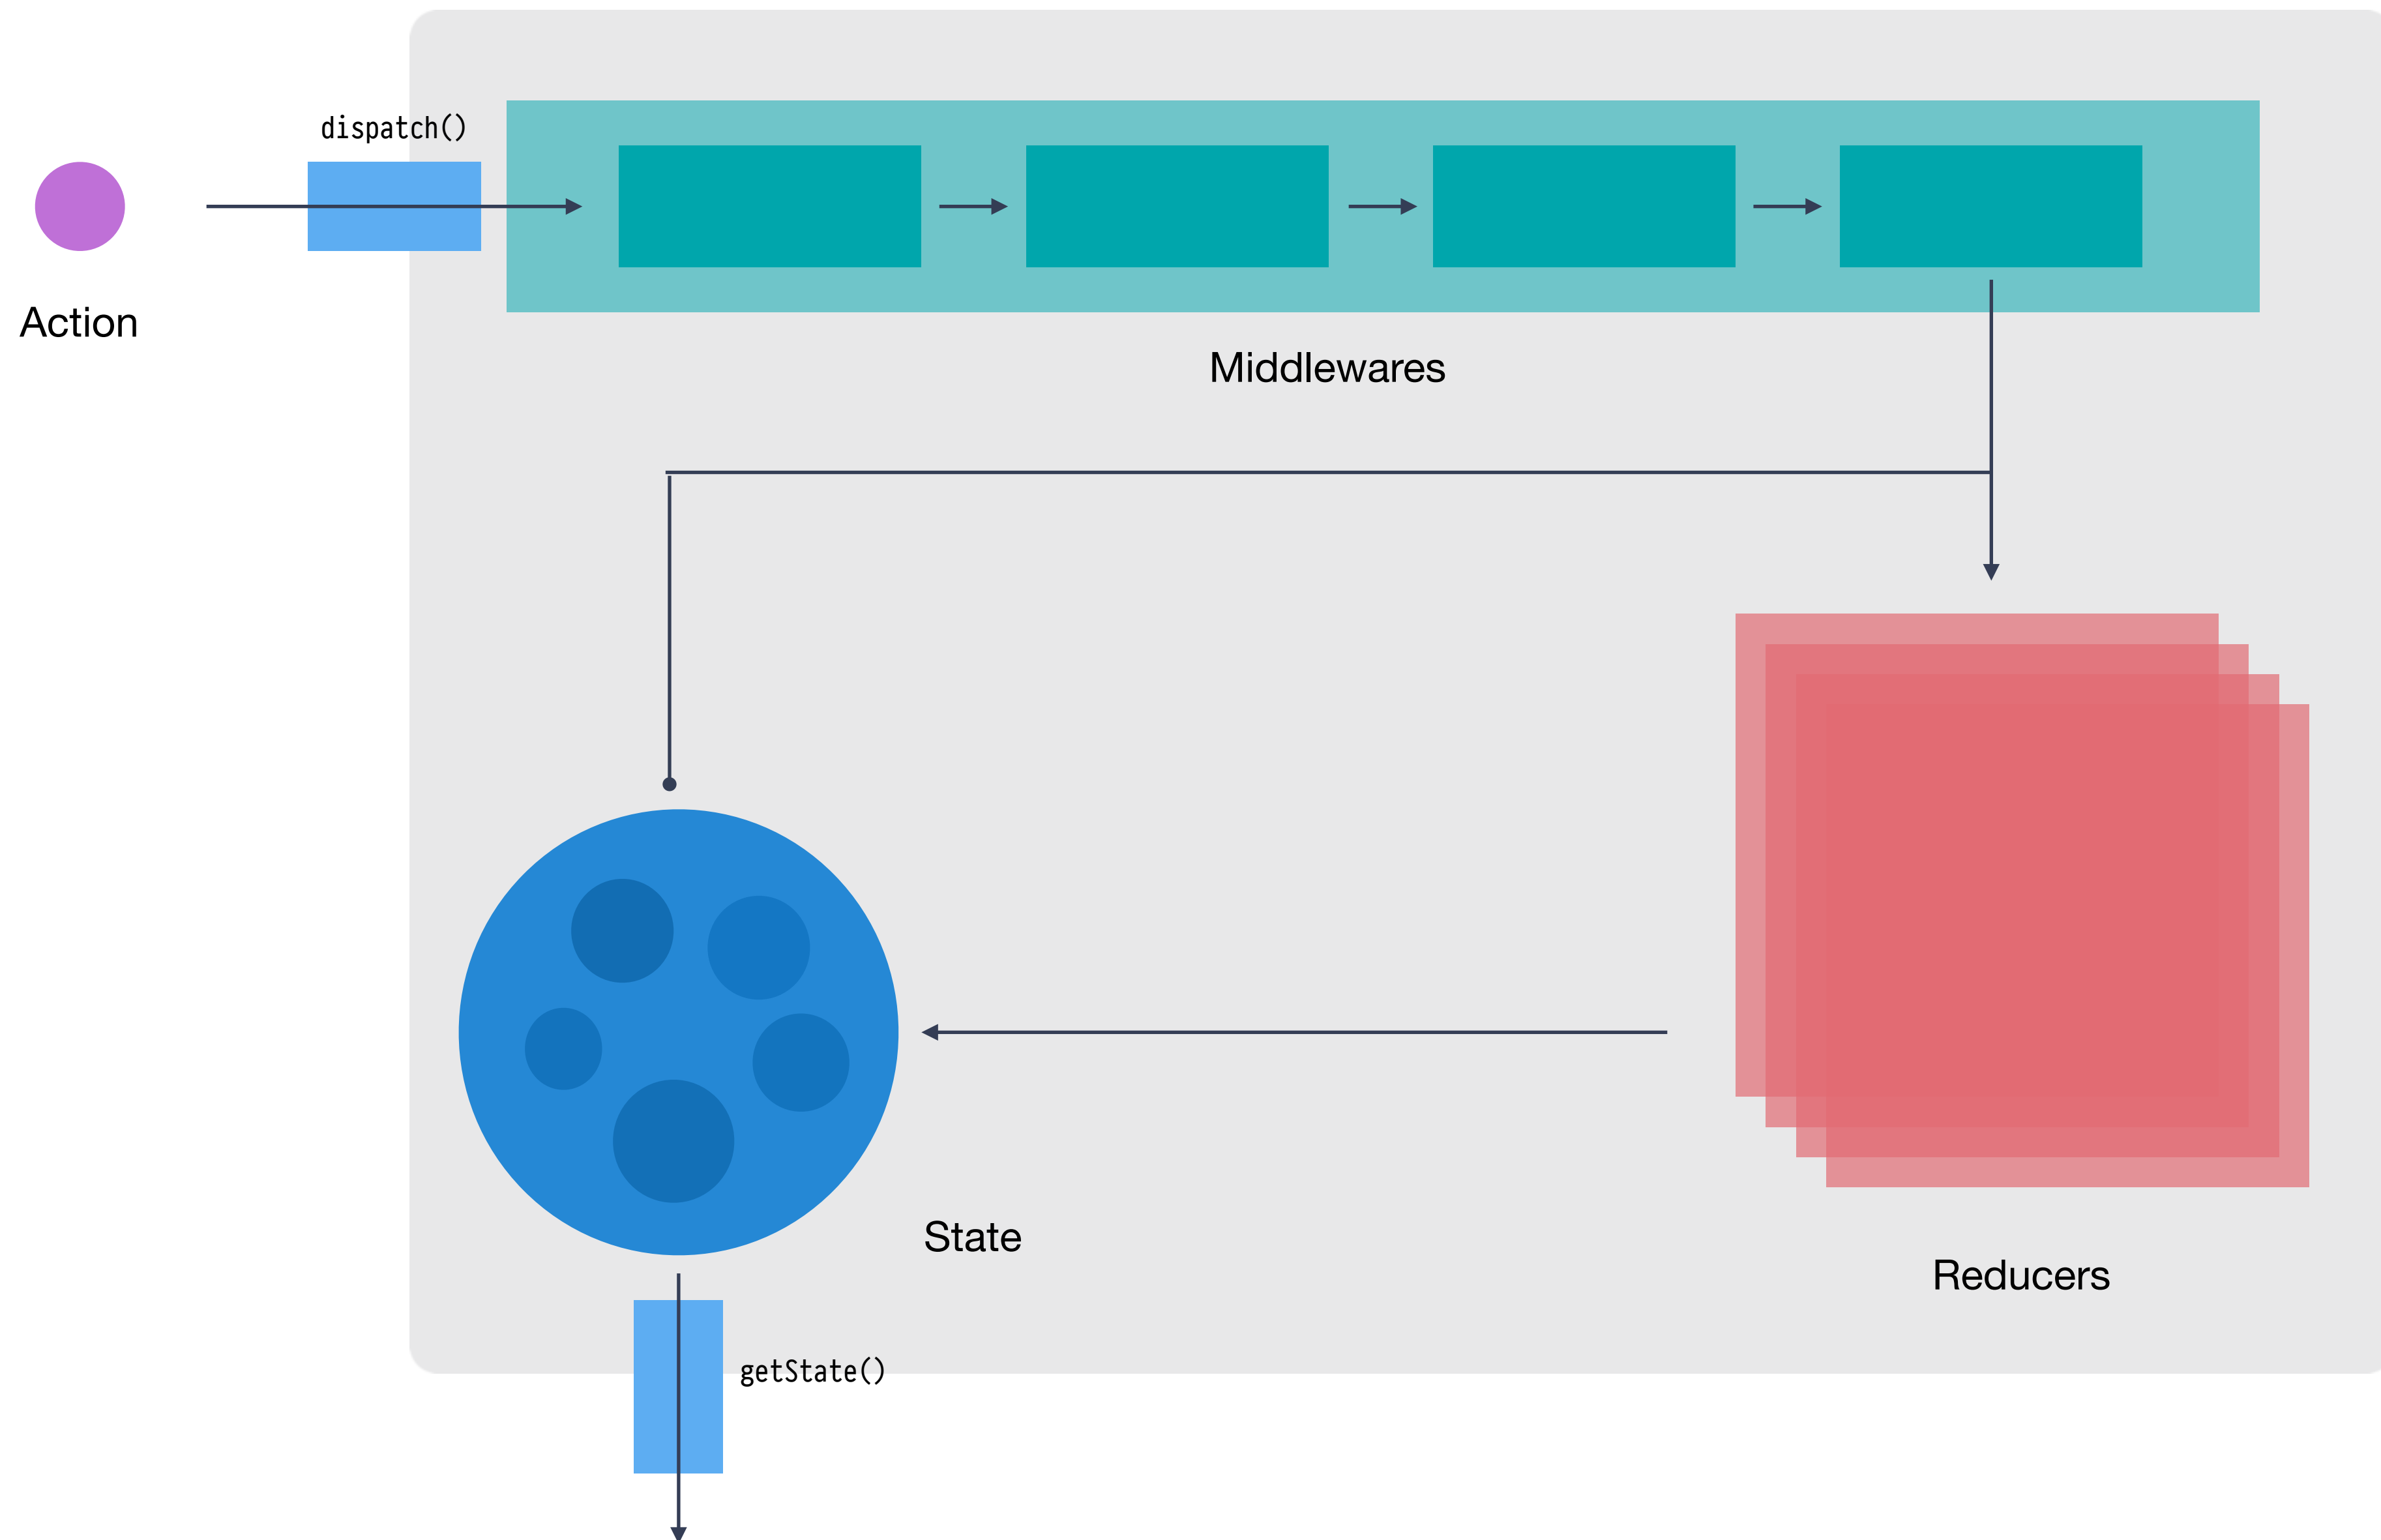 dispatch()
Action
Middlewares
State
Reducers
getState()